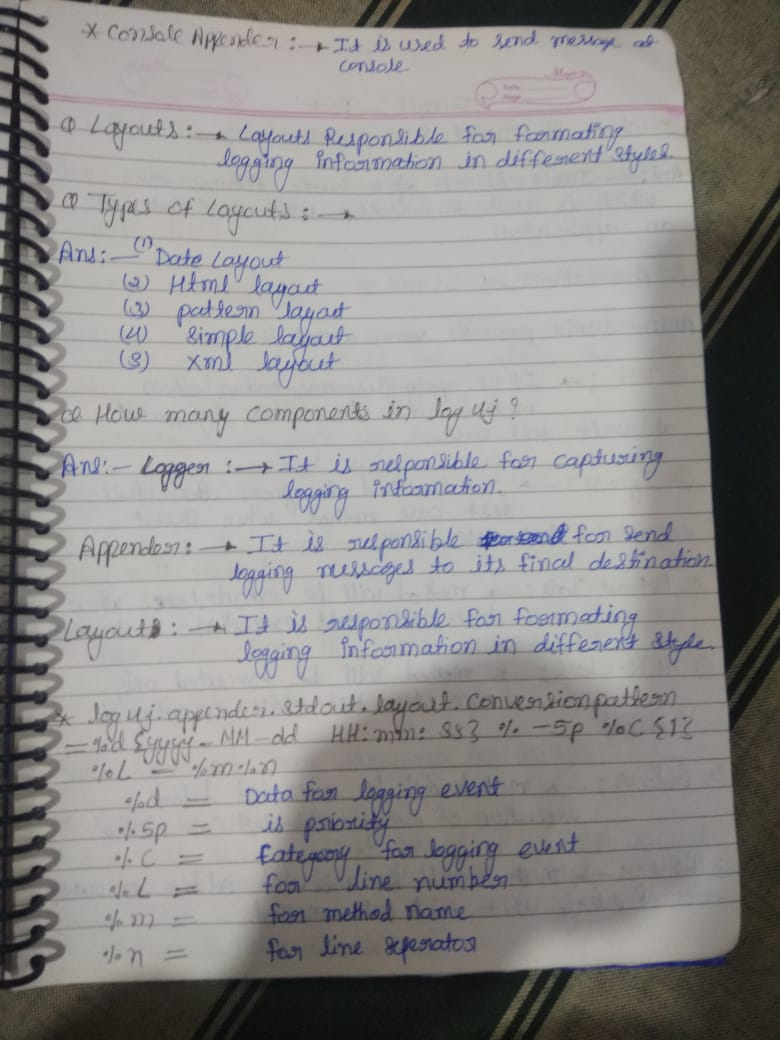 * Console Appender :→ It is used to send message at
console
Q Layouts :→ Layouts Responsible for formating
logging information in different styles.
Q Types of Layouts :→
Ans:- (1) Date Layout
(2) Html layout
(3) pattern layout
(4) simple layout
(5) xml layout
Q How many components in log4j ?
Ans:- Logger :→ It is responsible for capturing
logging information.
Appender :→ It is responsible for send
logging messages to its final destination.
Layouts :→ It is responsible for formating
logging information in different style.
* log4j.appender.stdout.layout.conversionpattern
= %d {yyyy-MM-dd HH:mm:ss} %-5p %C {1}
%L - %m%n
%d = Data for logging event
%5p = is priority
%C = Category for logging event
%L = for line number
%m = for method name
%n = for line seperator